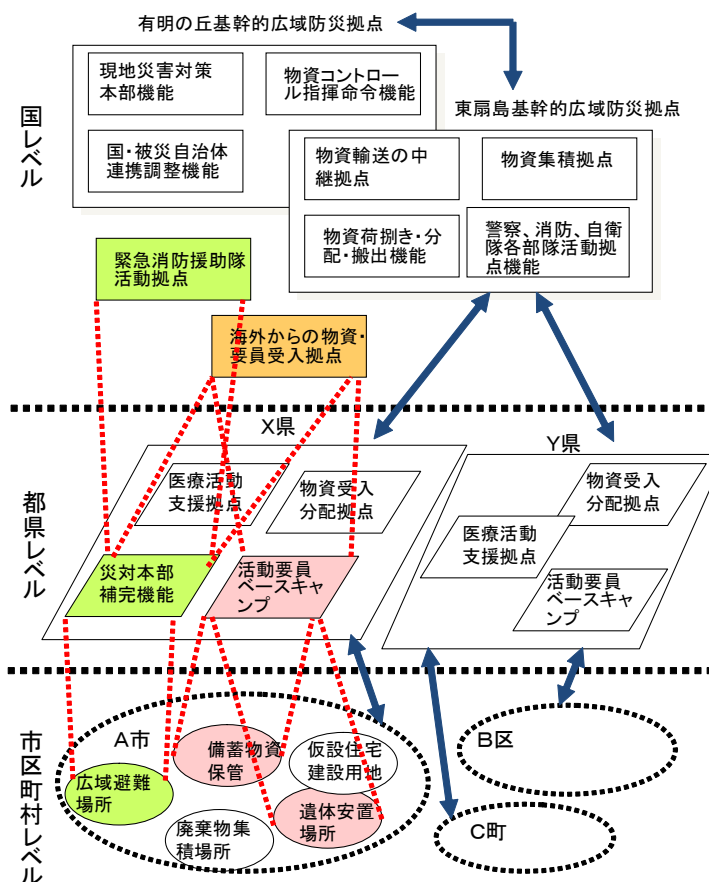 有明の丘基幹的広域防災拠点
国レベル
現地災害対策
本部機能
物資コントロー
ル指揮命令機能
国・被災自治体
連携調整機能
東扇島基幹的広域防災拠点
物資輸送の中
継拠点
物資集積拠点
物資荷捌き・分
配・搬出機能
警察、消防、自衛
隊各部隊活動拠
点機能
緊急消防援助隊
活動拠点
海外からの物資・
要員受入拠点
都県レベル
X県
医療活動
支援拠点
物資受入
分配拠点
災対本部
補完機能
活動要員
ベースキャ
ンプ
Y県
物資受入
分配拠点
医療活動
支援拠点
活動要員
ベースキャ
ンプ
市区町村レベル
A市
備蓄物資
保管
仮設住宅
建設用地
広域避難
場所
廃棄物集
積場所
遺体安置
場所
B区
C町